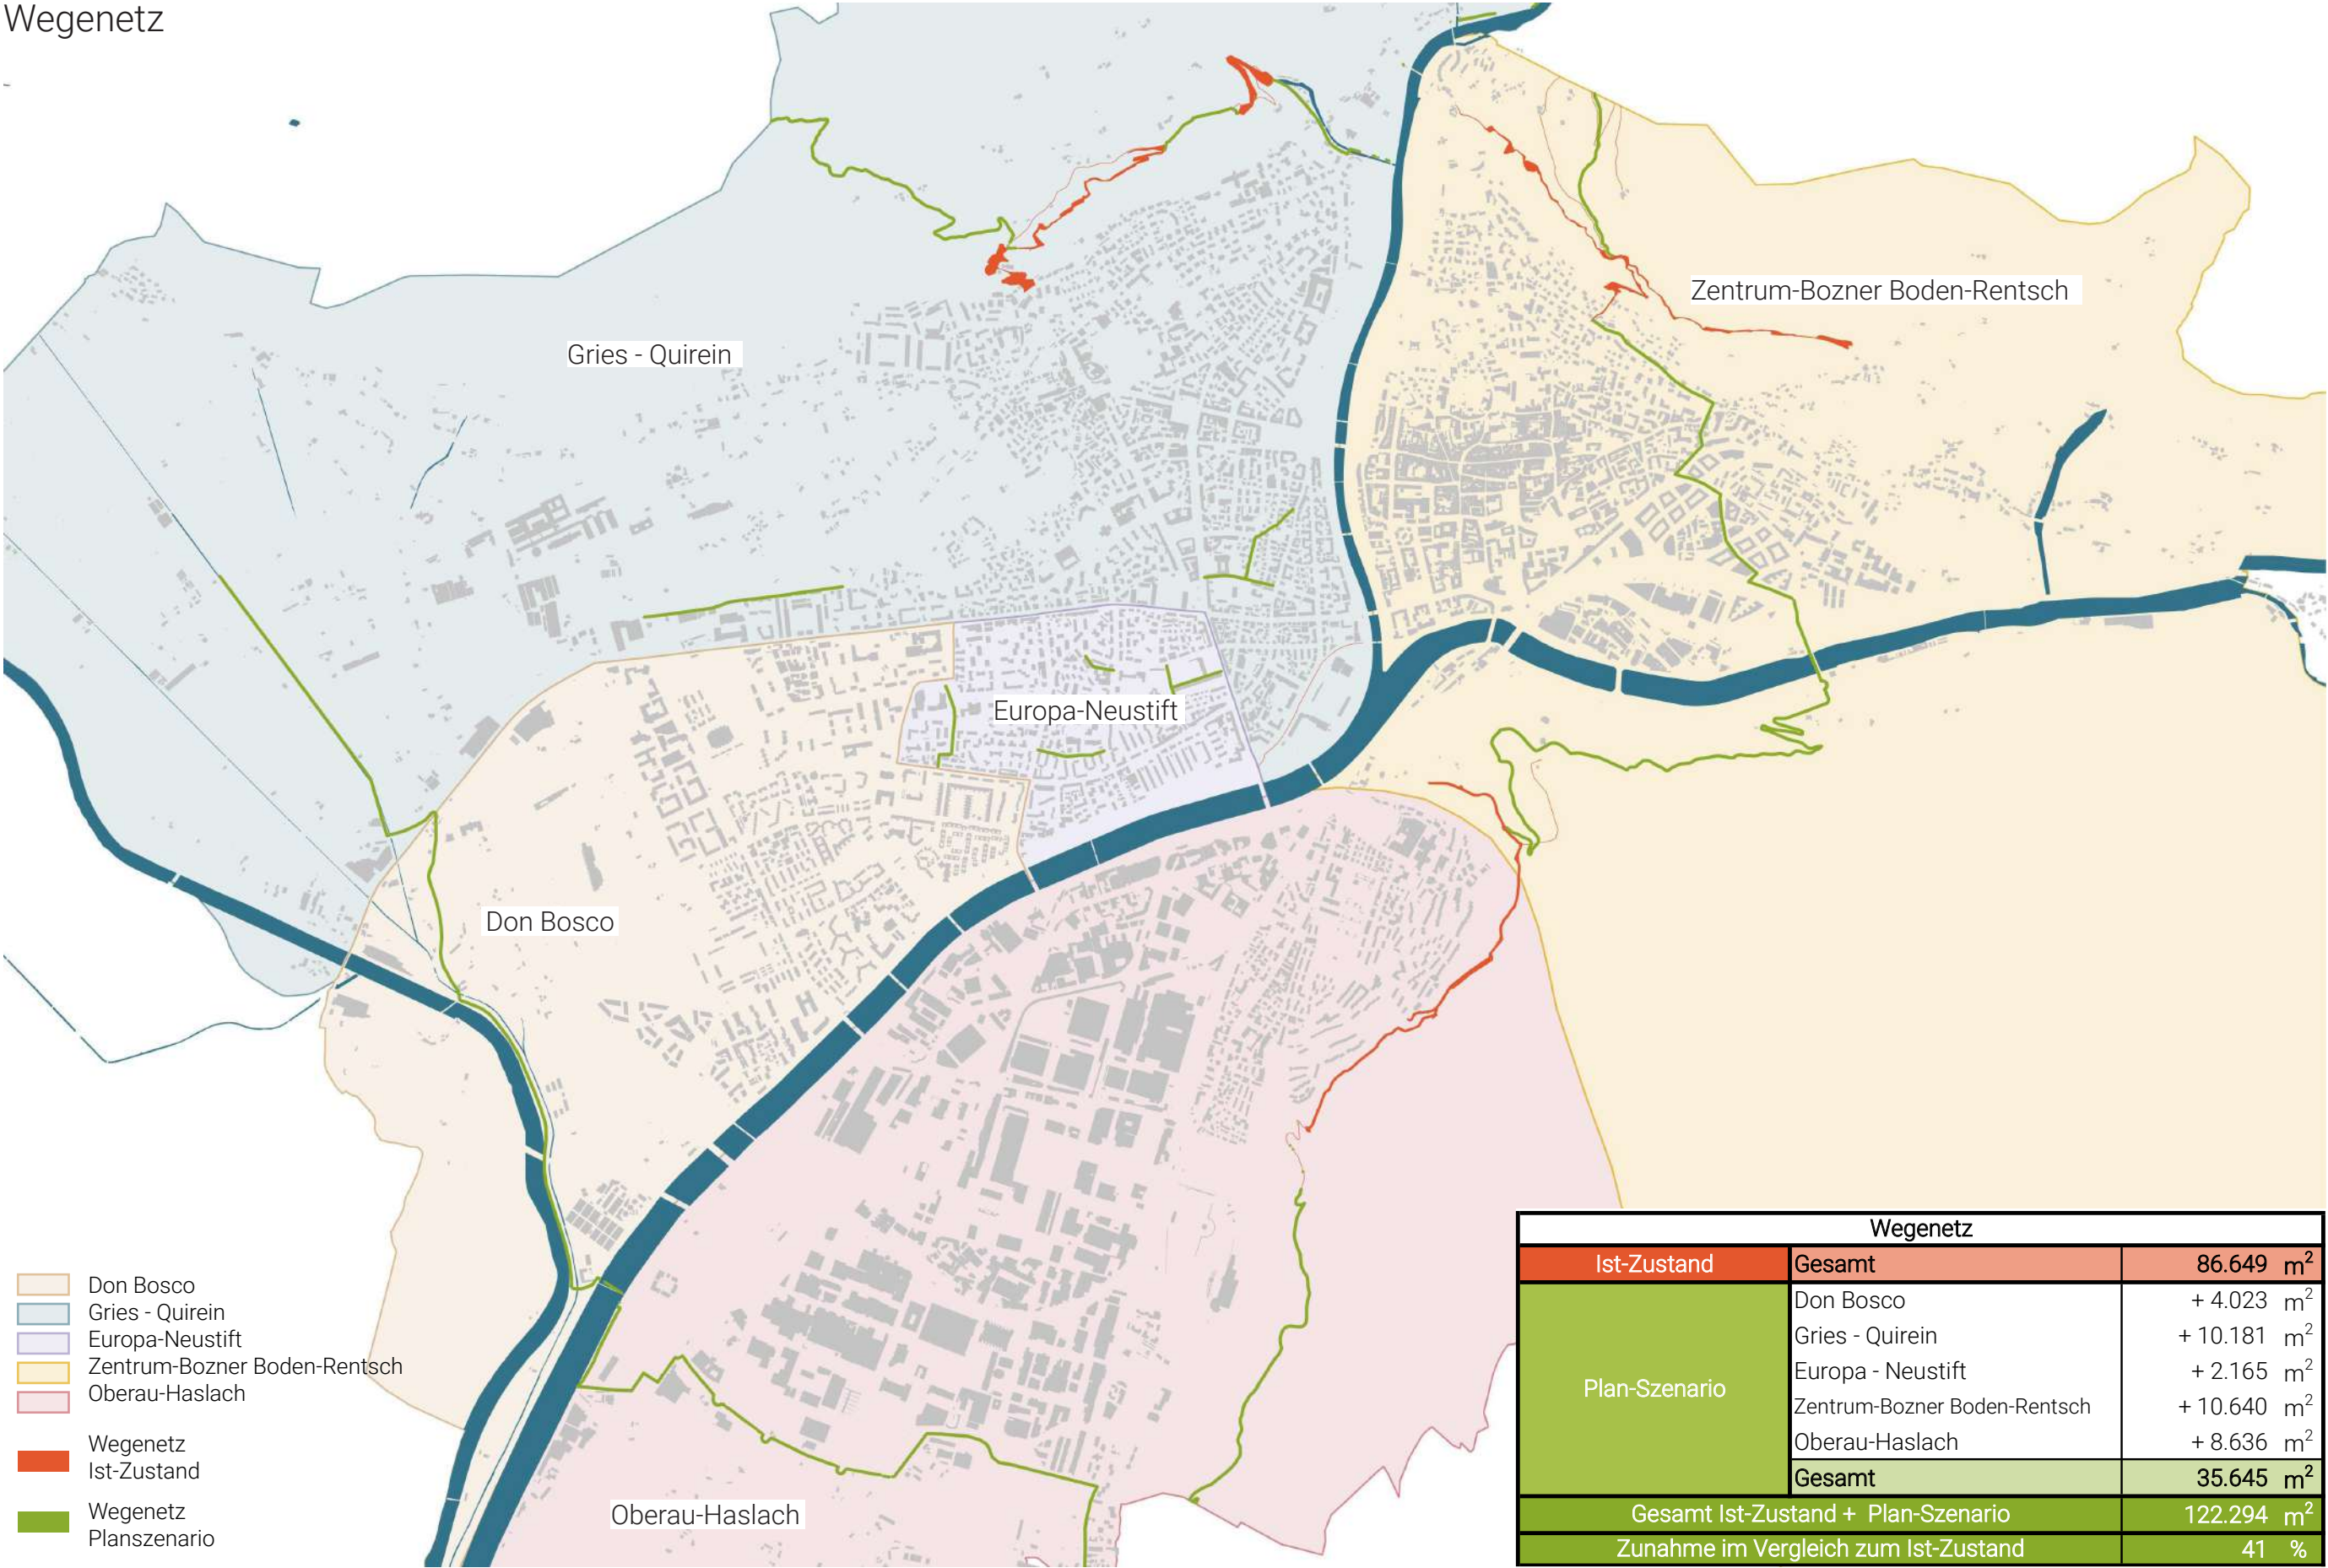 Wegenetz
Gries - Quirein
Zentrum-Bozner Boden-Rentsch
Europa-Neustift
Don Bosco
Oberau-Haslach
Don Bosco
Gries - Quirein
Europa-Neustift
Zentrum-Bozner Boden-Rentsch
Oberau-Haslach
Wegenetz
Ist-Zustand
Wegenetz
Planszenario
Wegenetz
Ist-Zustand Gesamt 86.649 m²
Plan-Szenario
Don Bosco + 4.023 m²
Gries - Quirein + 10.181 m²
Europa - Neustift + 2.165 m²
Zentrum-Bozner Boden-Rentsch + 10.640 m²
Oberau-Haslach + 8.636 m²
Gesamt 35.645 m²
Gesamt Ist-Zustand + Plan-Szenario 122.294 m²
Zunahme im Vergleich zum Ist-Zustand 41 %